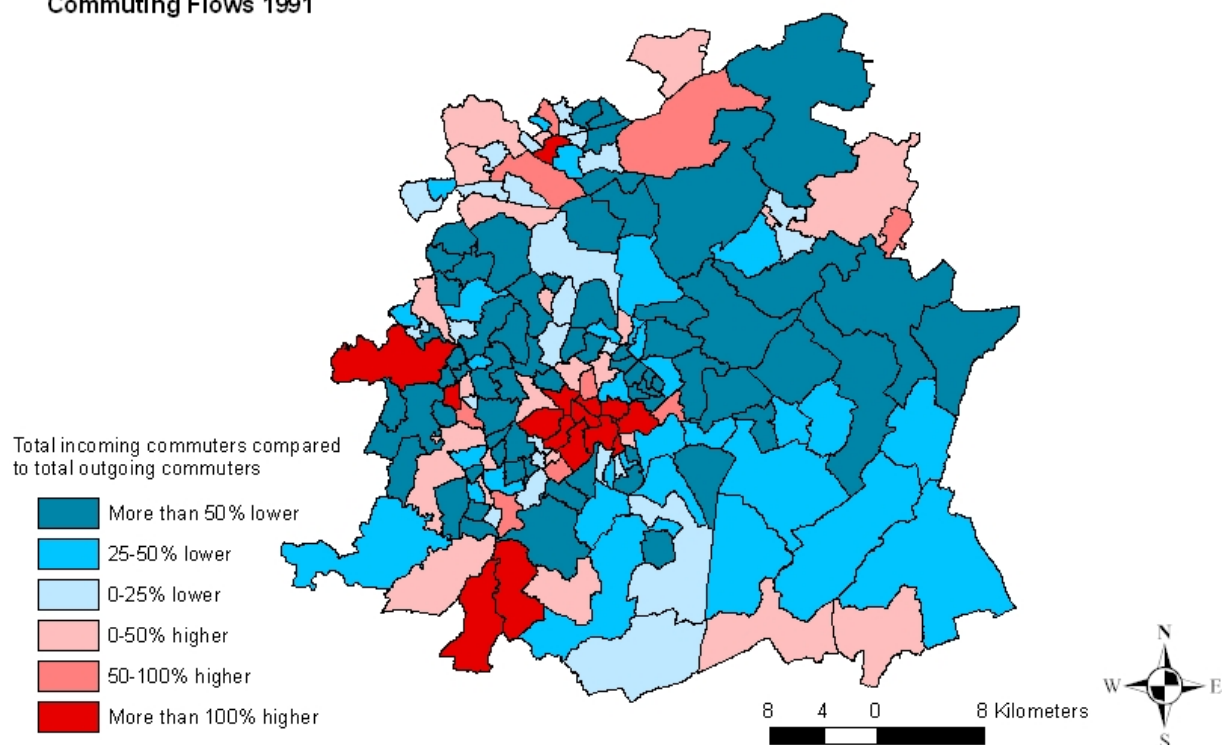 Commuting Flows 1991
Total incoming commuters compared
to total outgoing commuters
More than 50% lower
25-50% lower
0-25% lower
0-50% higher
50-100% higher
More than 100% higher
8 4 0 8 Kilometers
N
W E
S